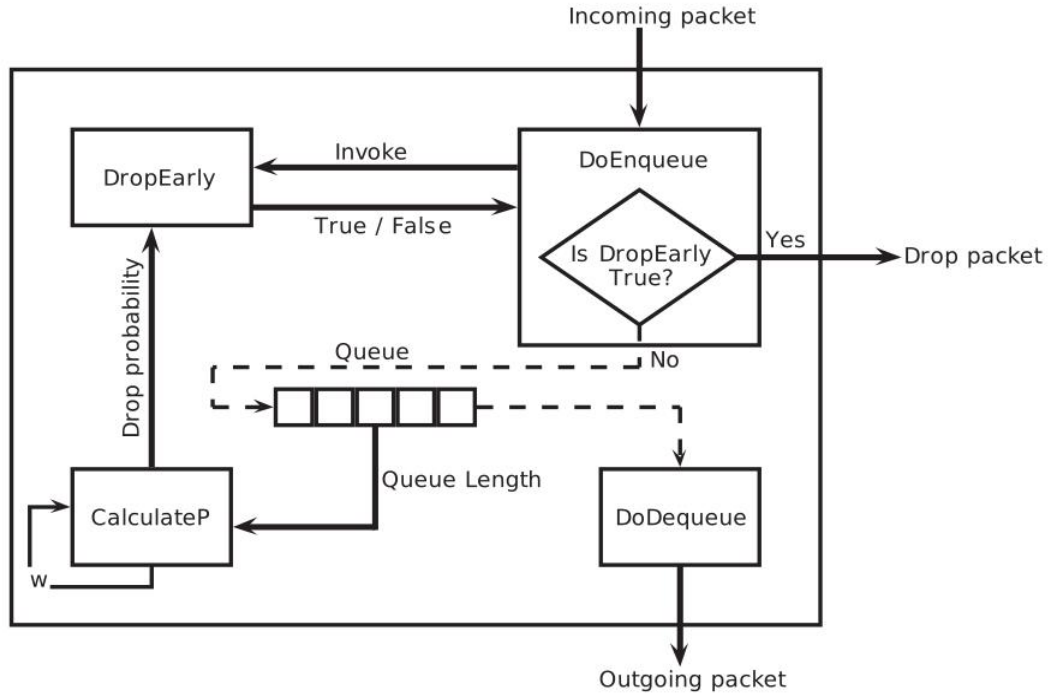 Incoming packet
DropEarly
Invoke
True / False
DoEnqueue
Is DropEarly
True?
Yes
Drop packet
No
Queue
Drop probability
Queue Length
CalculateP
w
DoDequeue
Outgoing packet